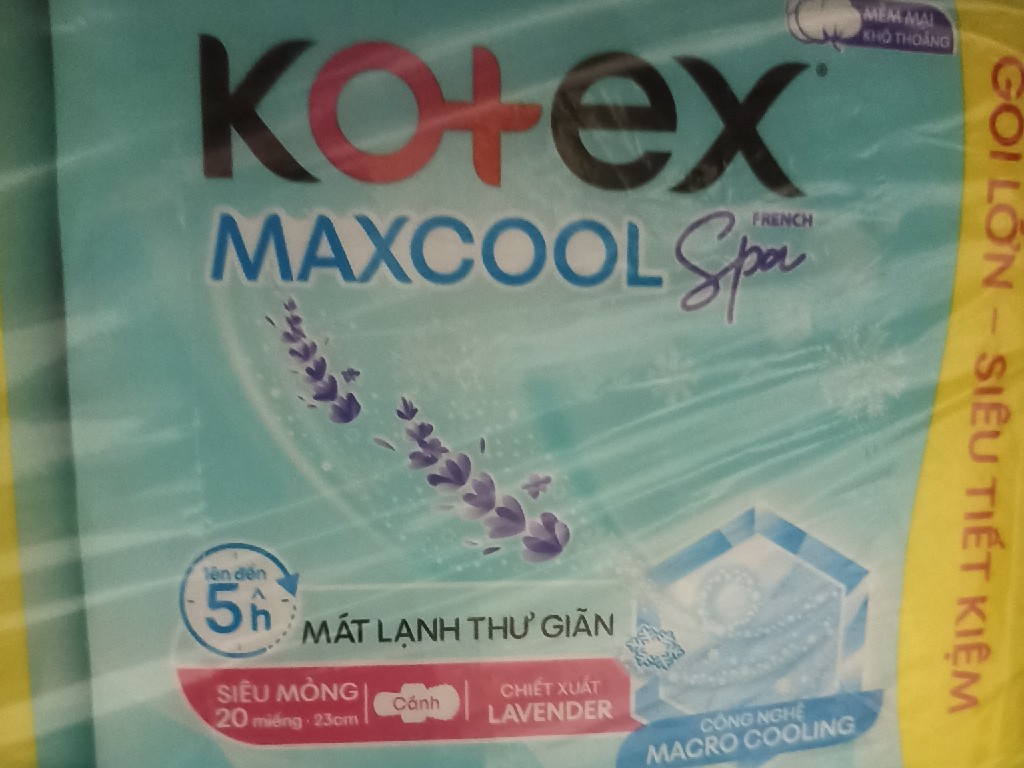 MỀM MẠI
KHÔ THOÁNG
Kotex®
MAXCOOL
FRENCH
Spa
lên đến
5h
MÁT LẠNH THƯ GIÃN
SIÊU MỎNG
20 miếng · 23cm
Cánh
CHIẾT XUẤT
LAVENDER
CÔNG NGHỆ
MACRO COOLING
GÓI LỚN – SIÊU TIẾT KIỆM